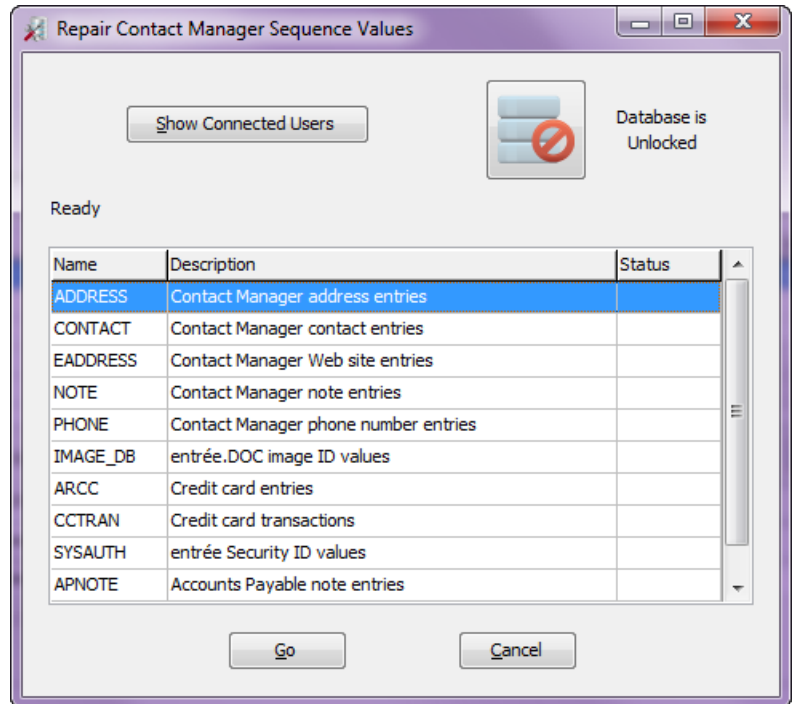 Repair Contact Manager Sequence Values
Show Connected Users
Database is
Unlocked
Ready
Name Description Status
ADDRESS Contact Manager address entries
CONTACT Contact Manager contact entries
EADDRESS Contact Manager Web site entries
NOTE Contact Manager note entries
PHONE Contact Manager phone number entries
IMAGE_DB entrée.DOC image ID values
ARCC Credit card entries
CCTRAN Credit card transactions
SYSAUTH entrée Security ID values
APNOTE Accounts Payable note entries
Go Cancel